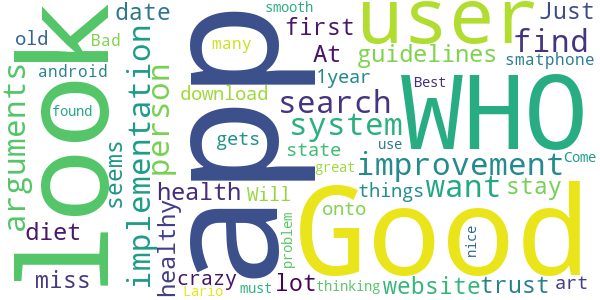 look
app
user
WHO
Good
date
smooth
first
Just
find
old
Bad
many
At
guidelines
smatphone
android
1year
Best
download
search
arguments
found
implementation
person
gets
system
use
Come
seems
state
great
improvement
health
Will
want
things
stay
diet
healthy
onto
problem
nice
miss
crazy
Lario
must
lot
thinking
website
trust
art